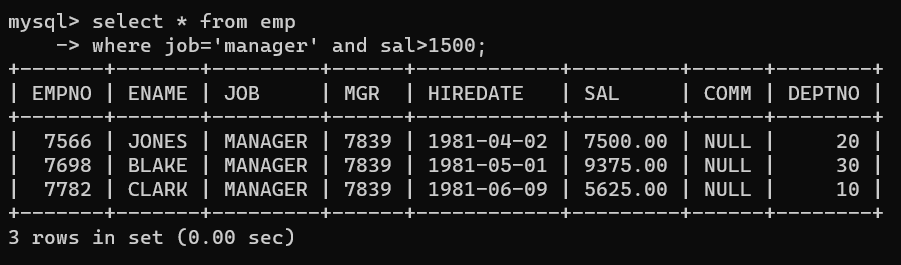 mysql> select * from emp
    -> where job='manager' and sal>1500;
+-------+-------+---------+------+------------+---------+------+--------+
| EMPNO | ENAME | JOB     | MGR  | HIREDATE   | SAL     | COMM | DEPTNO |
+-------+-------+---------+------+------------+---------+------+--------+
|  7566 | JONES | MANAGER | 7839 | 1981-04-02 | 7500.00 | NULL |     20 |
|  7698 | BLAKE | MANAGER | 7839 | 1981-05-01 | 9375.00 | NULL |     30 |
|  7782 | CLARK | MANAGER | 7839 | 1981-06-09 | 5625.00 | NULL |     10 |
+-------+-------+---------+------+------------+---------+------+--------+
3 rows in set (0.00 sec)